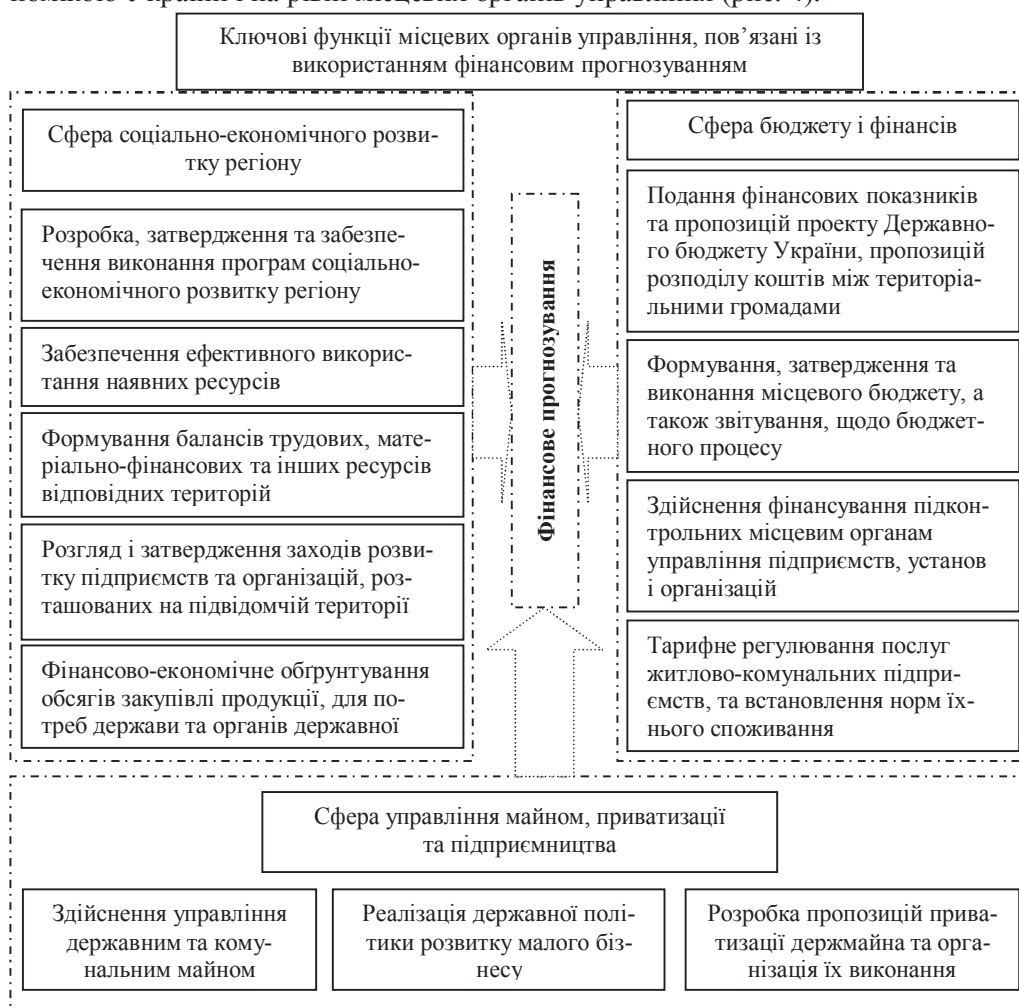 Ключові функції місцевих органів управління, пов’язані із
використанням фінансовим прогнозуванням
Сфера соціально-економічного розви-
тку регіону
Розробка, затвердження та забезпе-
чення виконання програм соціально-
економічного розвитку регіону
Забезпечення ефективного викорис-
тання наявних ресурсів
Формування балансів трудових, мате-
ріально-фінансових та інших ресурсів
відповідних територій
Розгляд і затвердження заходів розви-
тку підприємств та організацій, роз-
ташованих на підвідомчій території
Фінансово-економічне обґрунтування
обсягів закупівлі продукції, для по-
треб держави та органів державної
Фінансове прогнозування
Сфера бюджету і фінансів
Подання фінансових показників
та пропозицій проекту Державно-
го бюджету України, пропозицій
розподілу коштів між територіа-
льними громадами
Формування, затвердження та
виконання місцевого бюджету, а
також звітування, щодо бюджет-
ного процесу
Здійснення фінансування підкон-
трольних місцевим органам
управління підприємств, установ
і організацій
Тарифне регулювання послуг
житлово-комунальних підпри-
ємств, та встановлення норм їх-
нього споживання
Сфера управління майном, приватизації
та підприємництва
Здійснення управління
державним та кому-
нальним майном
Реалізація державної полі-
тики розвитку малого біз-
несу
Розробка пропозицій прива-
тизації держмайна та орга-
нізація їх виконання